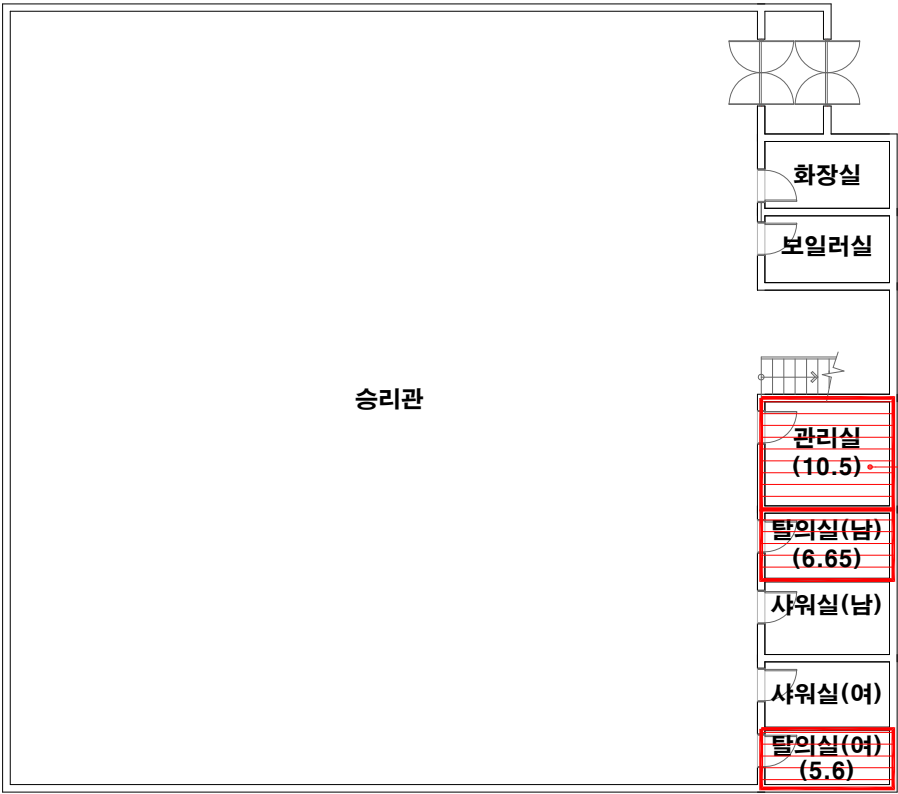 화장실
보일러실
승리관
관리실
(10.5)
탈의실(남)
(6.65)
샤워실(남)
샤워실(여)
탈의실(여)
(5.6)